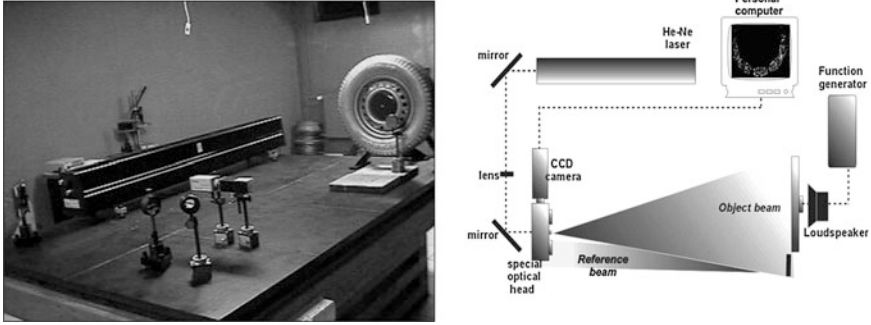 Personal
computer
He-Ne
laser
mirror
Function
generator
lens
CCD
camera
Object beam
mirror
Loudspeaker
special
optical
head
Reference
beam